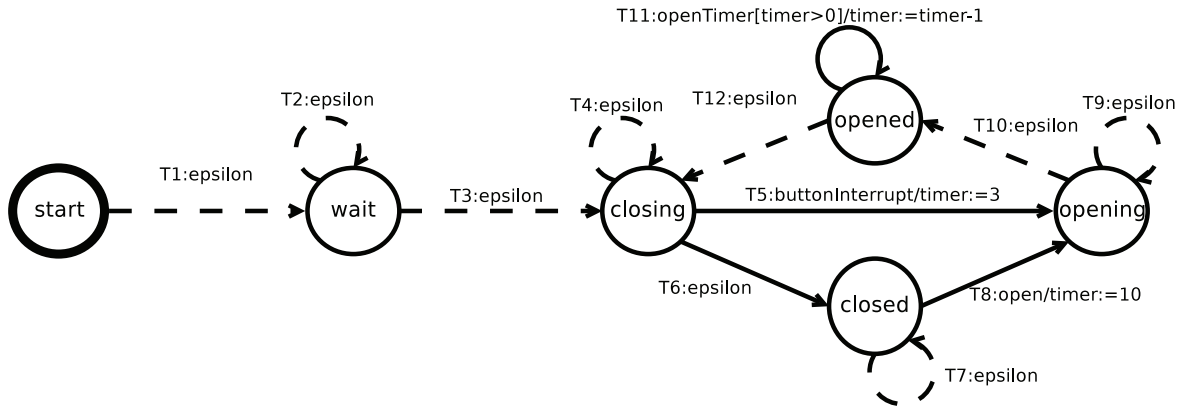 T11:openTimer[timer>0]/timer:=timer-1
T2:epsilon
T4:epsilon
T12:epsilon
opened
T9:epsilon
T10:epsilon
T1:epsilon
T3:epsilon
T5:buttonInterrupt/timer:=3
start
wait
closing
opening
T6:epsilon
closed
T8:open/timer:=10
T7:epsilon